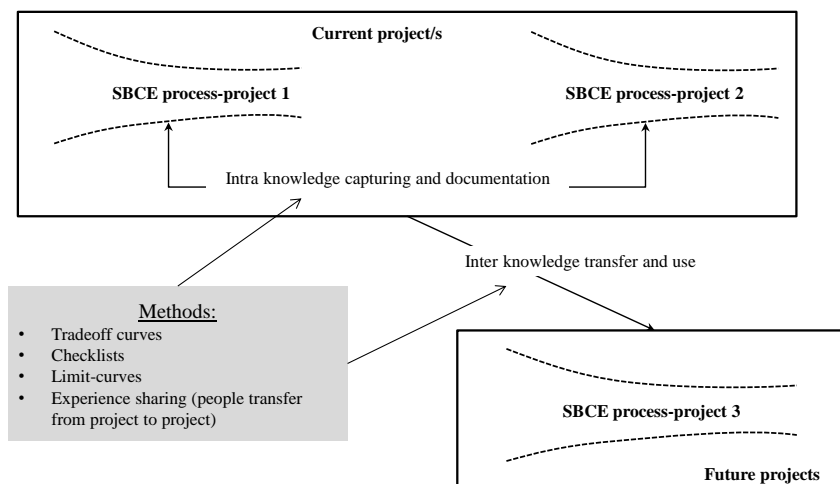 Current project/s
SBCE process-project 1
SBCE process-project 2
Intra knowledge capturing and documentation
Inter knowledge transfer and use
Methods:
• Tradeoff curves
• Checklists
• Limit-curves
• Experience sharing (people transfer
from project to project)
SBCE process-project 3
Future projects